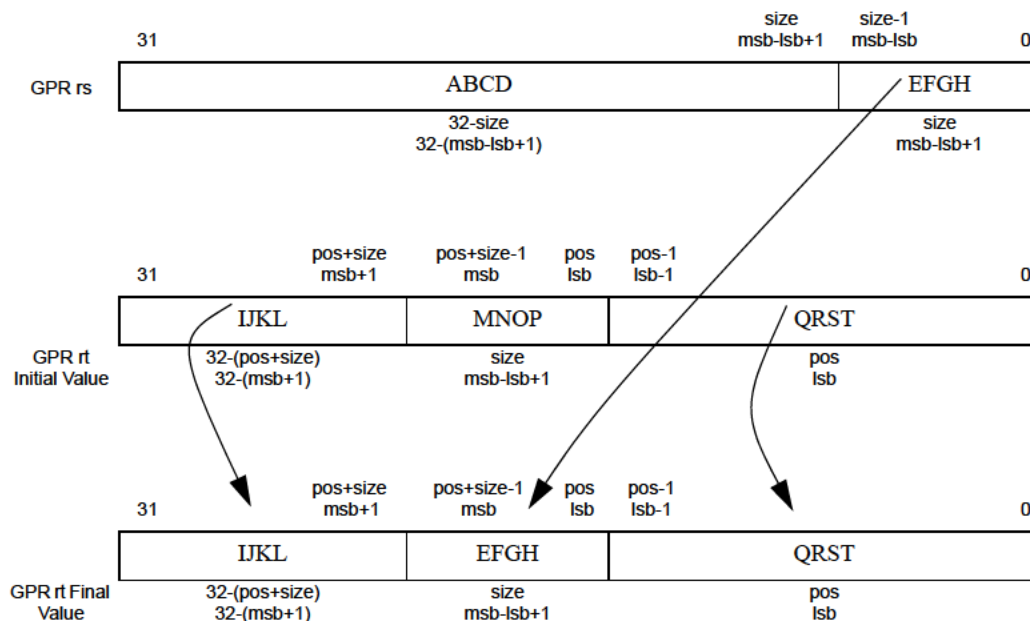 31 size size-1 0
msb-lsb+1 msb-lsb
GPR rs ABCD EFGH
32-size size
32-(msb-lsb+1) msb-lsb+1
31 pos+size pos+size-1 pos pos-1 0
msb+1 msb lsb lsb-1
IJKL MNOP QRST
GPR rt 32-(pos+size) size pos
Initial Value 32-(msb+1) msb-lsb+1 lsb
31 pos+size pos+size-1 pos pos-1 0
msb+1 msb lsb lsb-1
IJKL EFGH QRST
GPR rt Final 32-(pos+size) size pos
Value 32-(msb+1) msb-lsb+1 lsb